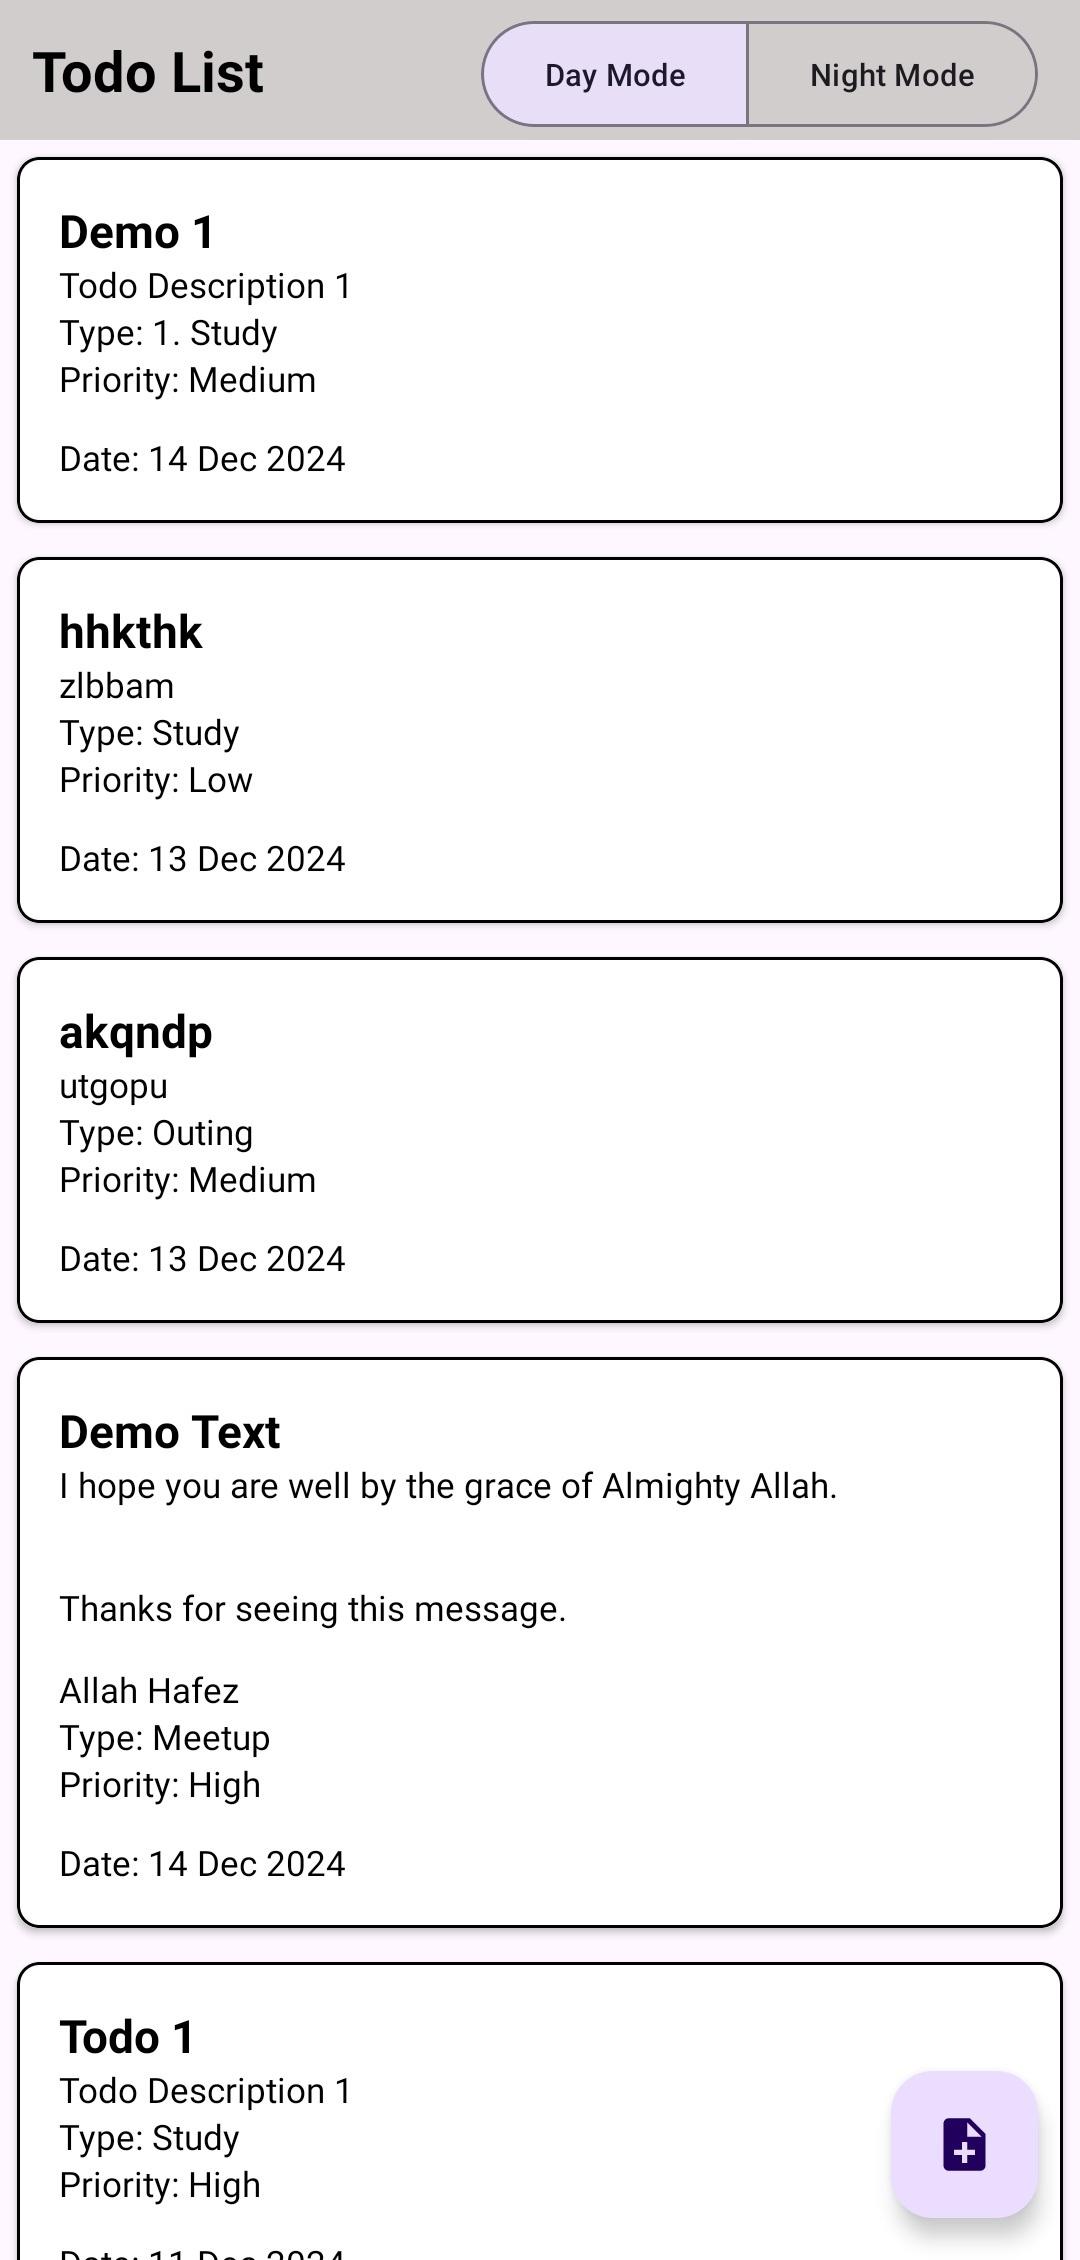 Todo List
Day Mode
Night Mode
Demo 1
Todo Description 1
Type: 1. Study
Priority: Medium
Date: 14 Dec 2024
hhkthk
zlbbam
Type: Study
Priority: Low
Date: 13 Dec 2024
akqndp
utgopu
Type: Outing
Priority: Medium
Date: 13 Dec 2024
Demo Text
I hope you are well by the grace of Almighty Allah.
Thanks for seeing this message.
Allah Hafez
Type: Meetup
Priority: High
Date: 14 Dec 2024
Todo 1
Todo Description 1
Type: Study
Priority: High
Date: 11 Dec 2024